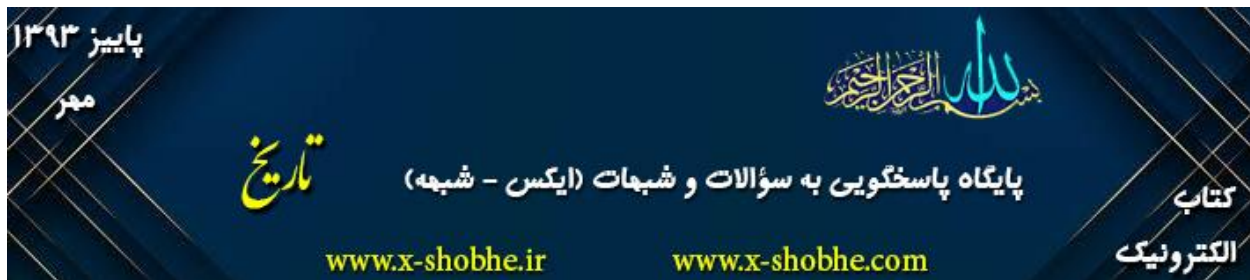 پاییز ۱۳۹۳
مهر
بسم الله الرحمن الرحیم
پایگاه پاسخگویی به سؤالات و شبهات (ایکس - شبهه)
تاریخ
www.x-shobhe.com
www.x-shobhe.ir
کتاب
الکترونیک